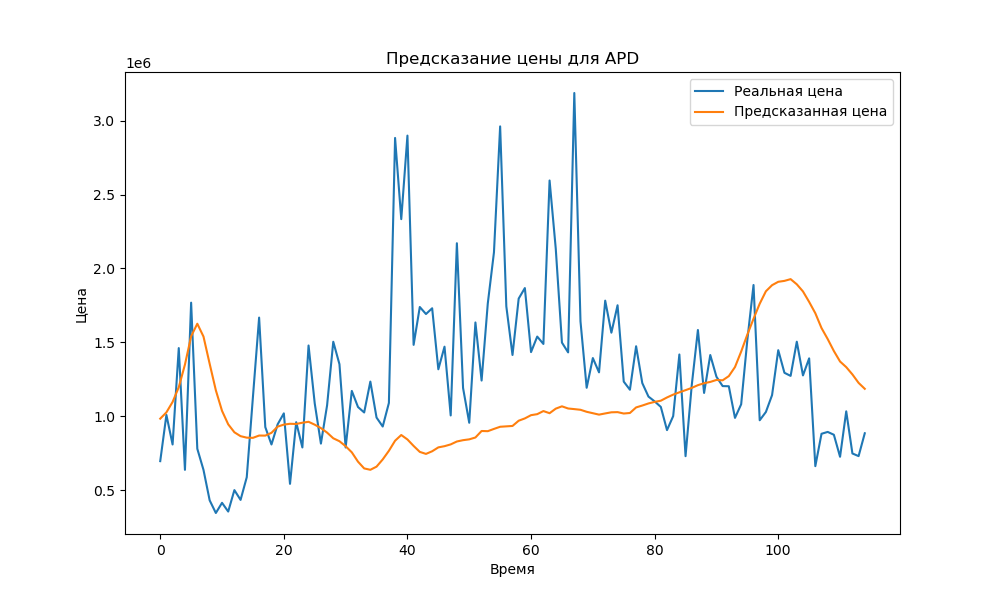 Предсказание цены для APD
1e6
Реальная цена
Предсказанная цена
3.0
2.5
2.0
1.5
1.0
0.5
Цена
0 20 40 60 80 100
Время